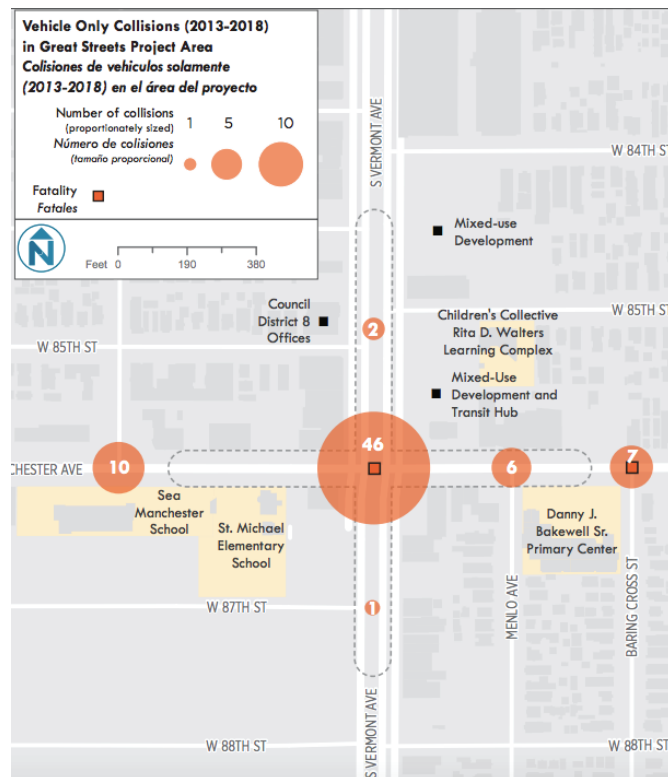 Vehicle Only Collisions (2013-2018)
in Great Streets Project Area
Colisiones de vehiculos solamente
(2013-2018) en el área del proyecto
Number of collisions
(proportionately sized)
Número de colisiones
(tamaño proporcional)
1 5 10
Fatality
Fatales
N
Feet 0 190 380
S VERMONT AVE
W 84TH ST
Mixed-use
Development
Council
District 8
Offices
2
W 85TH ST
W 85TH ST
Children's Collective
Rita D. Walters
Learning Complex
Mixed-Use
Development and
Transit Hub
CHESTER AVE
10
46
6
7
Sea
Manchester
School
St. Michael
Elementary
School
Danny J.
Bakewell Sr.
Primary Center
W 87TH ST
1
MENLO AVE
BARING CROSS ST
W 88TH ST
S VERMONT AVE
W 88TH ST